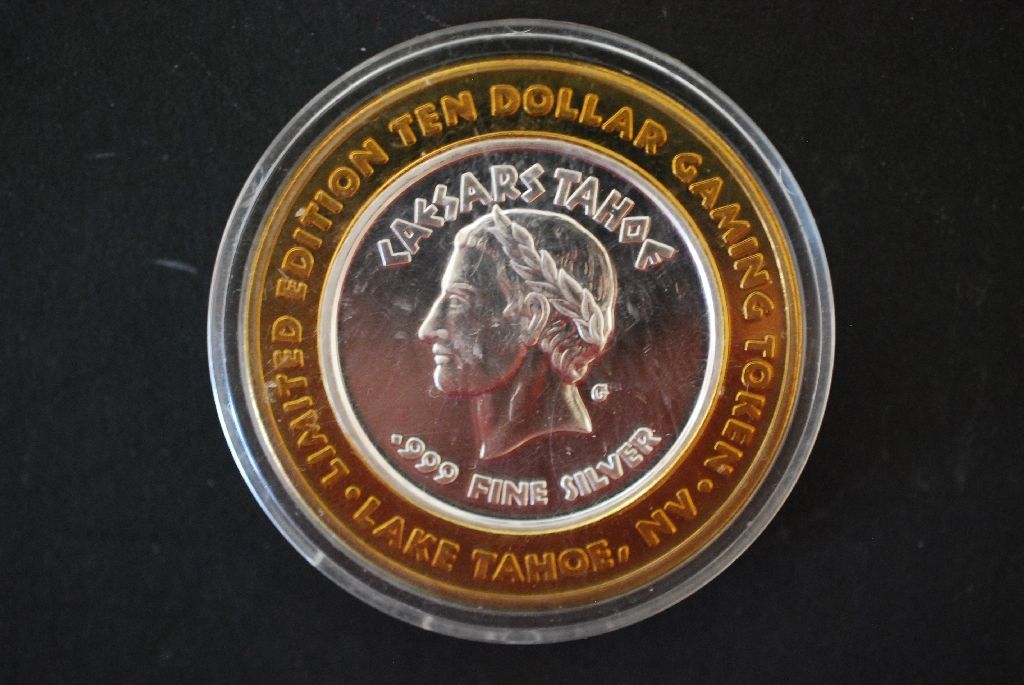 LIMITED EDITION TEN DOLLAR GAMING TOKEN •
LAKE TAHOE, NV •
CAESARS TAHOE
G
.999 FINE SILVER